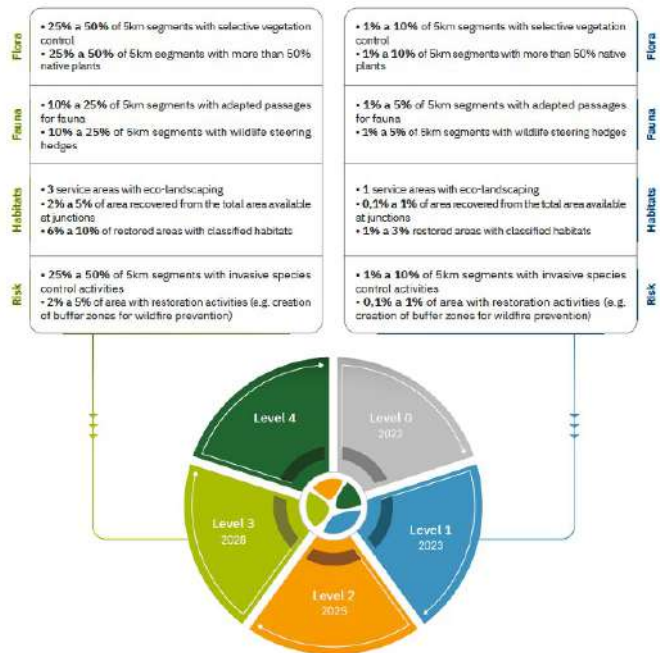 Flora
• 25% a 50% of 5km segments with selective vegetation
control
• 25% a 50% of 5km segments with more than 50%
native plants
Fauna
• 10% a 25% of 5km segments with adapted passages
for fauna
• 10% a 25% of 5km segments with wildlife steering
hedges
Habitats
• 3 service areas with eco-landscaping
• 2% a 5% of area recovered from the total area available
at junctions
• 6% a 10% of restored areas with classified habitats
Risk
• 25% a 50% of 5km segments with invasive species
control activities
• 2% a 5% of area with restoration activities (e.g. creation
of buffer zones for wildfire prevention)
Flora
• 1% a 10% of 5km segments with selective vegetation
control
• 1% a 10% of 5km segments with more than 50% native
plants
Fauna
• 1% a 5% of 5km segments with adapted passages for
fauna
• 1% a 5% of 5km segments with wildlife steering hedges
Habitats
• 1 service areas with eco-landscaping
• 0,1% a 1% of area recovered from the total area available
at junctions
• 1% a 3% restored areas with classified habitats
Risk
• 1% a 10% of 5km segments with invasive species
control activities
• 0,1% a 1% of area with restoration activities (e.g.
creation of buffer zones for wildfire prevention)
Level 4
Level 0
Level 3
2028
Level 1
2023
Level 2
2025